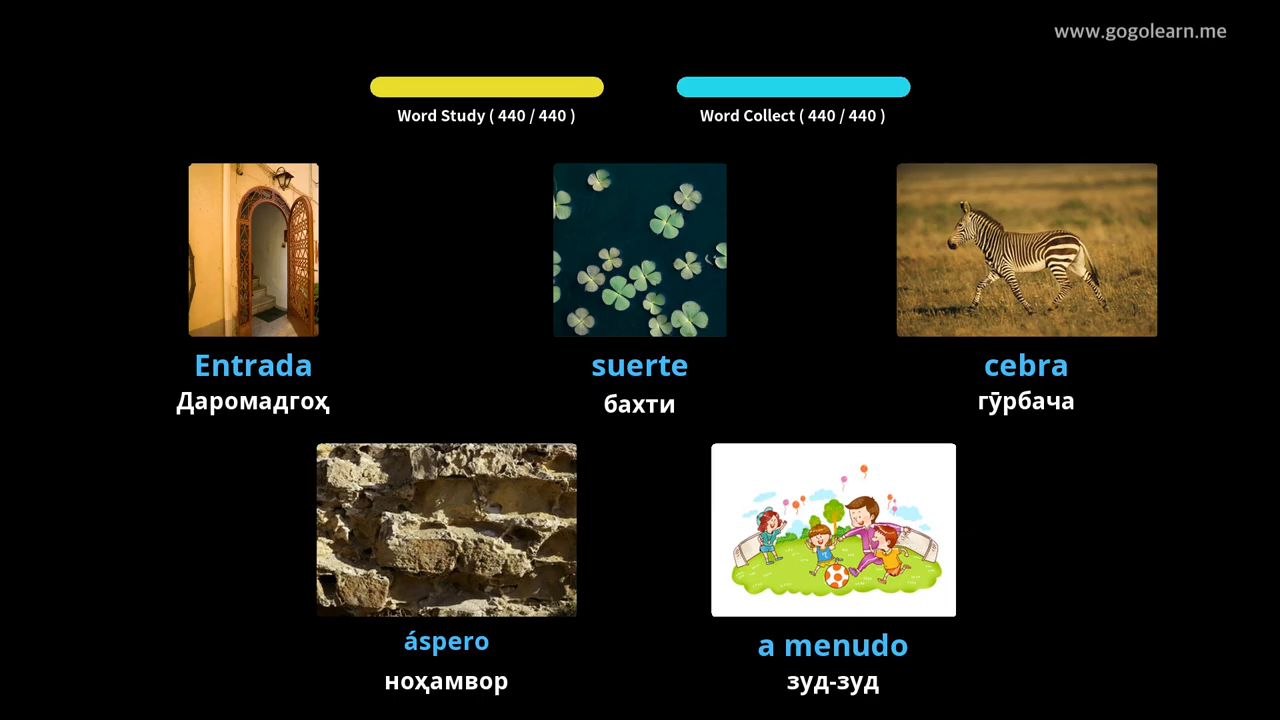 www.gogolearn.me
Word Study ( 440 / 440 )
Word Collect ( 440 / 440 )
Entrada
Даромадгоҳ
suerte
бахти
cebra
гӯрбача
áspero
ноҳамвор
a menudo
зуд-зуд